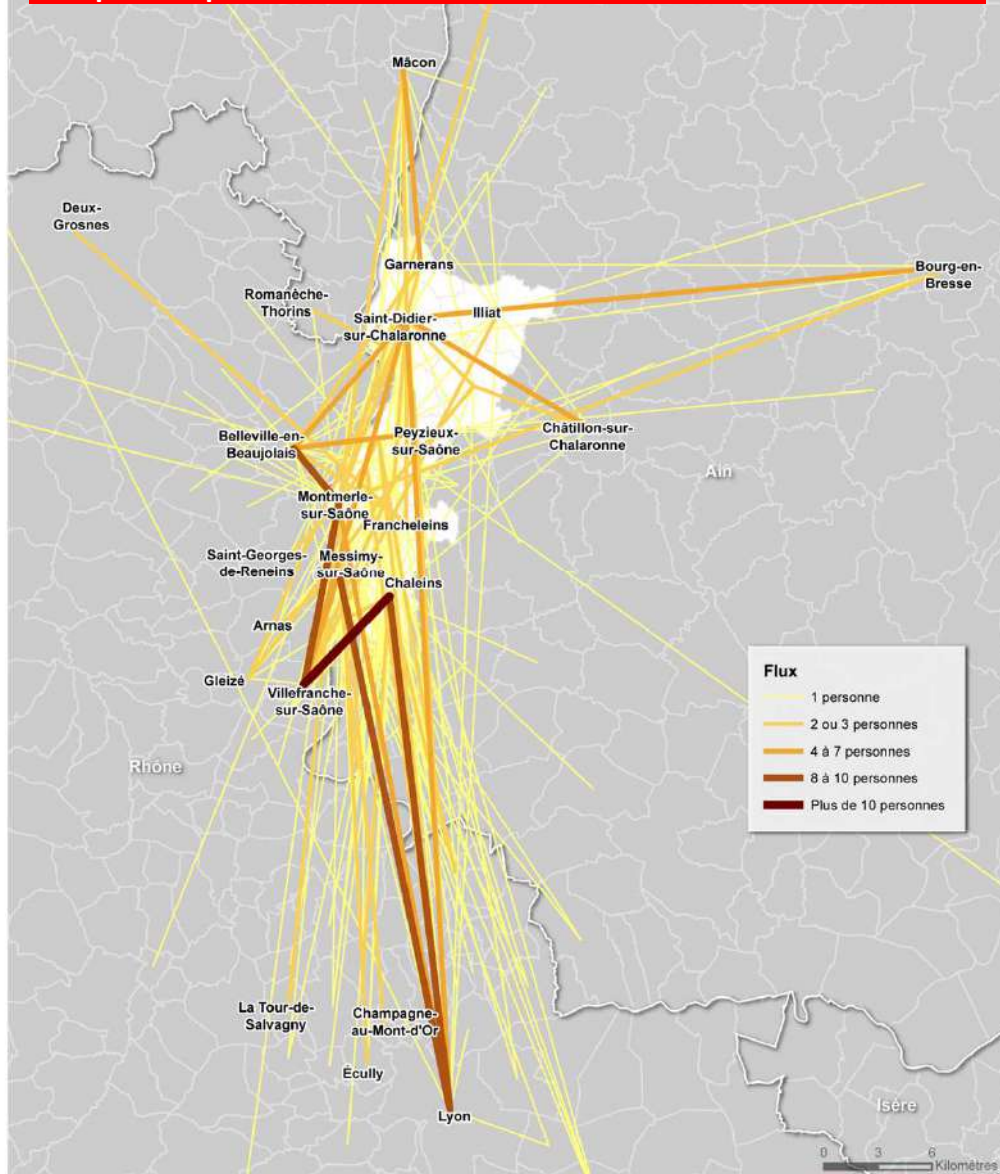 Mâcon
Deux-
Grosnes
Garnerans
Bourg-en-
Bresse
Romanèche-
Thorins
Illiat
Saint-Didier-
sur-Chalaronne
Belleville-en-
Beaujolais
Peyzieux-
sur-Saône
Châtillon-sur-
Chalaronne
Ain
Montmerle-
sur-Saône
Francheleins
Saint-Georges-
de-Reneins
Messimy-
sur-Saône
Chaleins
Arnas
Gleizé
Villefranche-
sur-Saône
Flux
1 personne
2 ou 3 personnes
4 à 7 personnes
8 à 10 personnes
Plus de 10 personnes
Rhône
La Tour-de-
Salvagny
Champagne-
au-Mont-d'Or
Écully
Lyon
Isère
0 3 6
Kilomètres